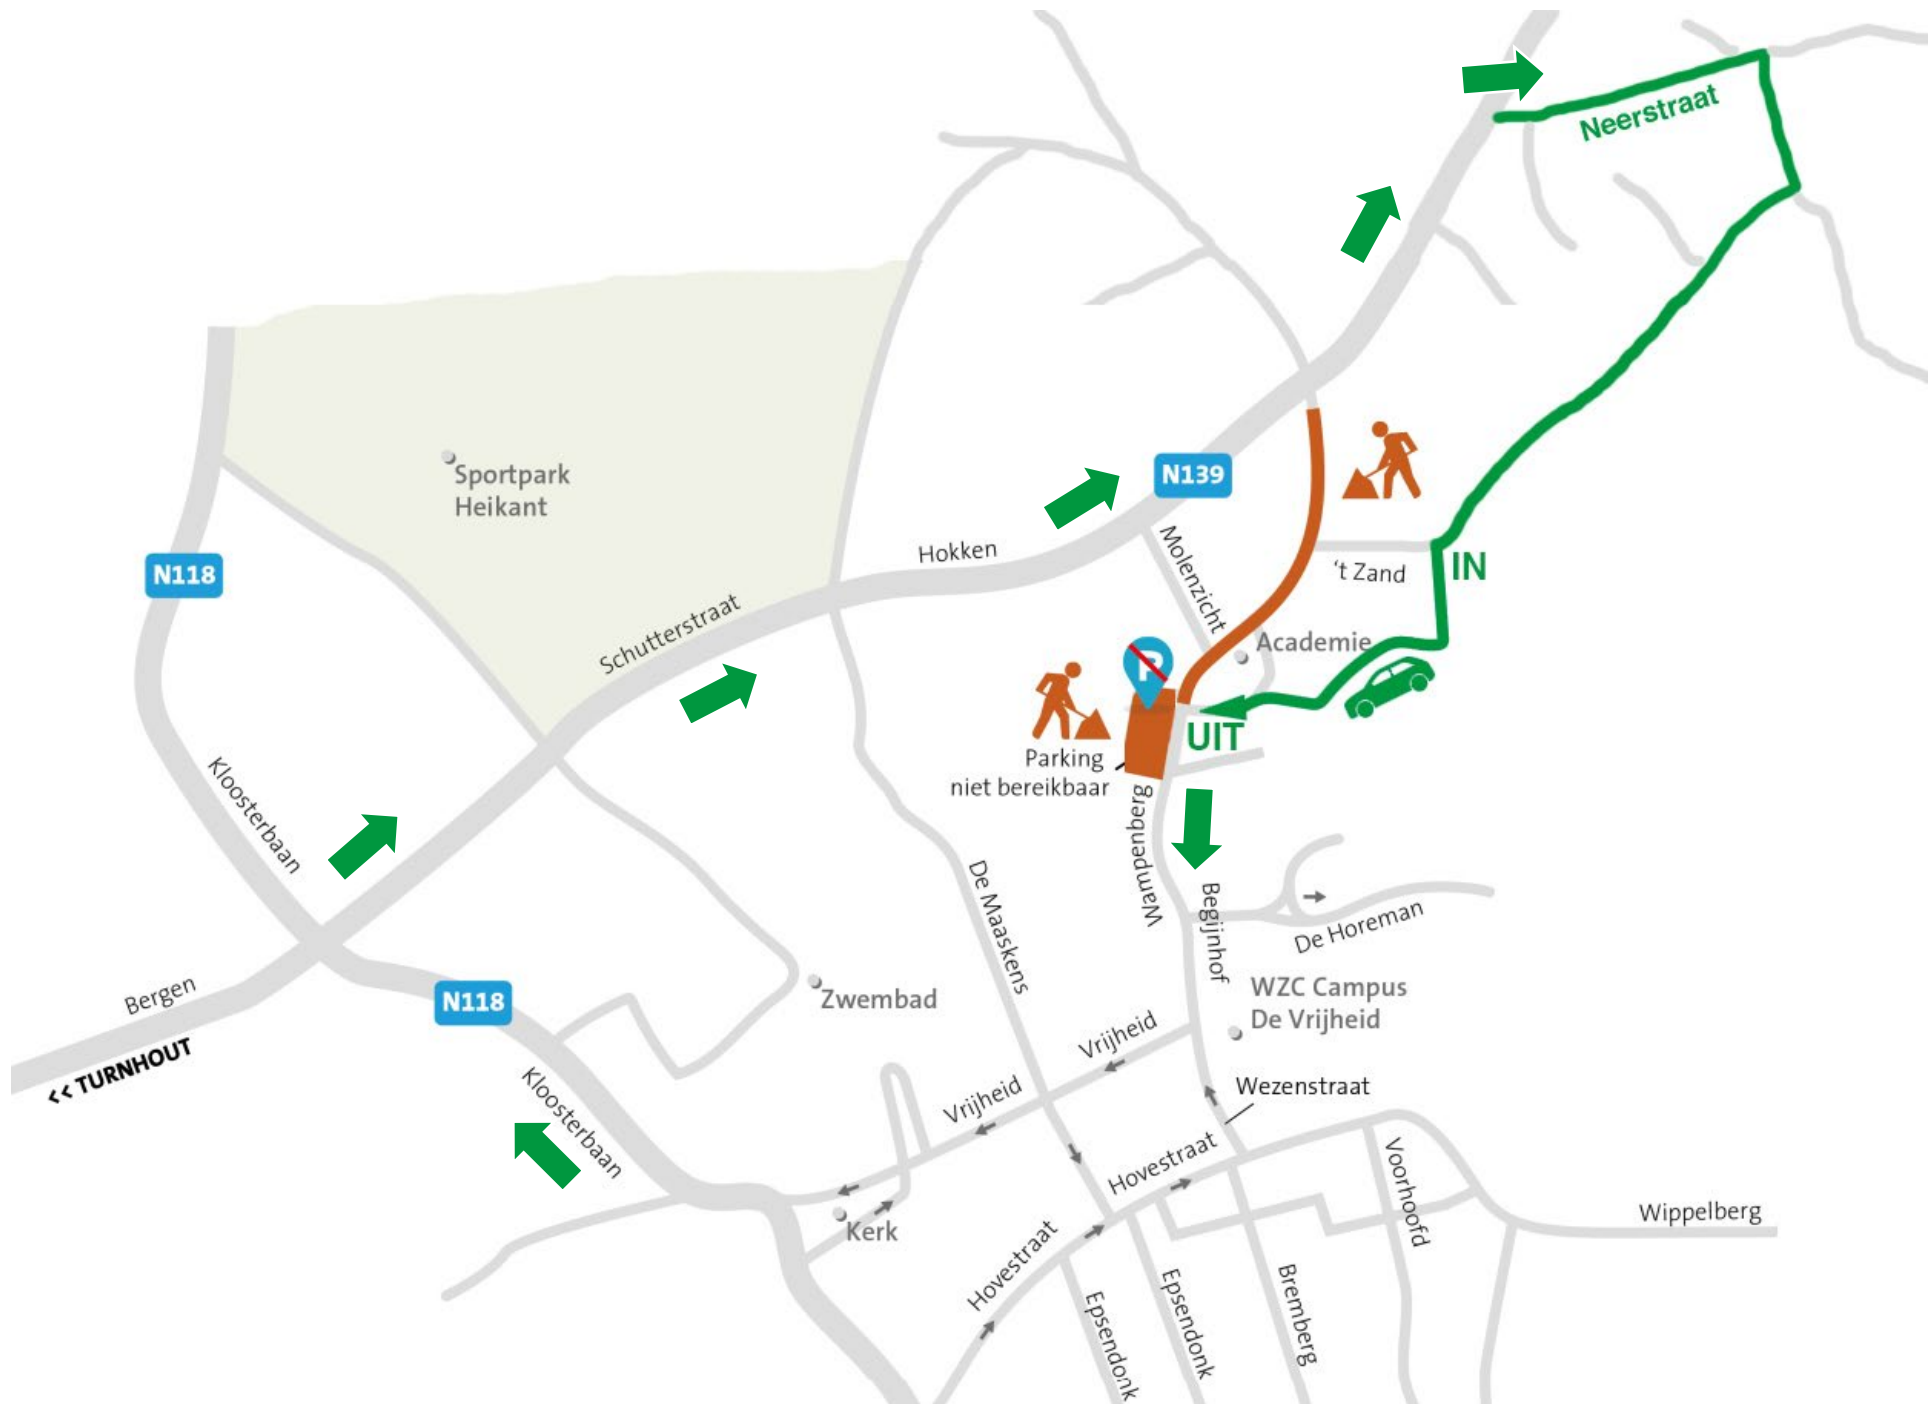 Neerstraat
Sportpark
Heikant
N139
Hokken
Molenzicht
't Zand
IN
N118
Schutterstraat
Academie
P
UIT
Parking
niet bereikbaar
Kloosterbaan
Wampenberg
De Maaskens
Begijnhof
De Horeman
Bergen
N118
Zwembad
WZC Campus
De Vrijheid
<< TURNHOUT
Vrijheid
Kloosterbaan
Vrijheid
Wezenstraat
Hovestraat
Voorhoofd
Kerk
Wippelberg
Hovestraat
Epsendonk
Epsendonk
Bremberg